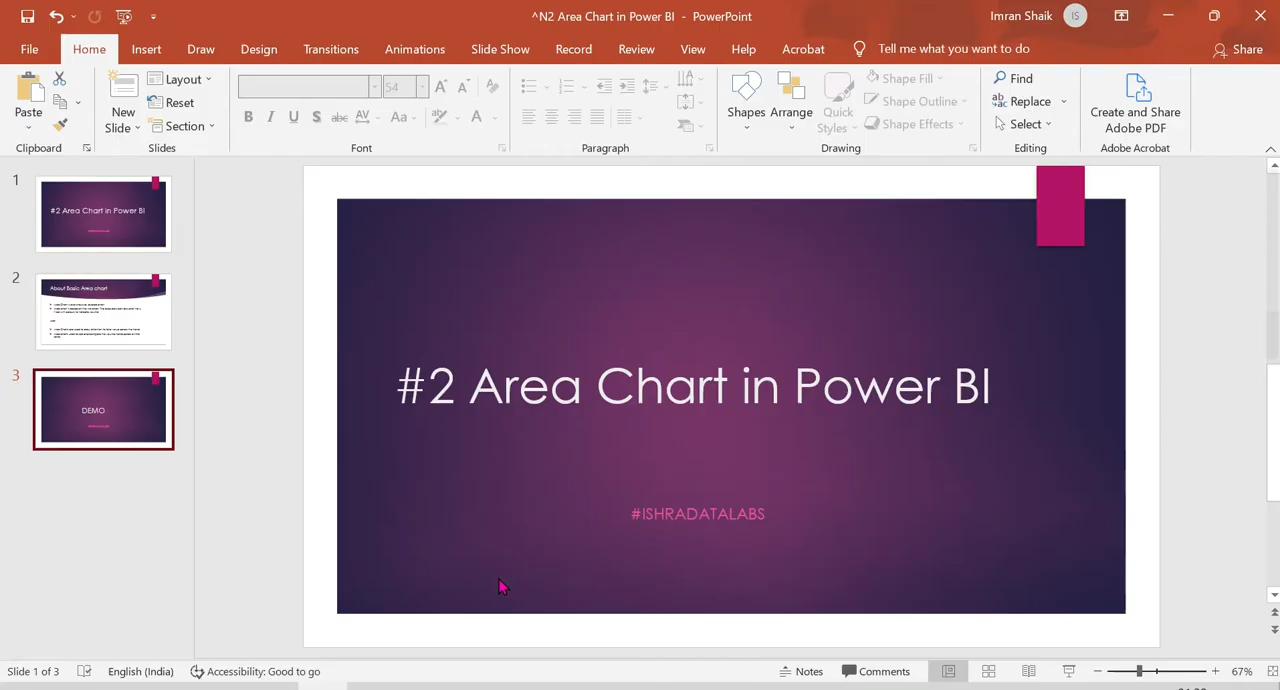 ^N2 Area Chart in Power BI - PowerPoint
Imran Shaik
IS
File
Home
Insert
Draw
Design
Transitions
Animations
Slide Show
Record
Review
View
Help
Acrobat
Tell me what you want to do
Share
Paste
Clipboard
New
Slide
Layout
Reset
Section
Slides
54
Font
Paragraph
Shapes
Arrange
Quick
Styles
Shape Fill
Shape Outline
Shape Effects
Drawing
Find
Replace
Select
Editing
Create and Share
Adobe PDF
Adobe Acrobat
1
#2 Area Chart in Power BI
2
About Basic Area chart
3
DEMO
#2 Area Chart in Power BI
#ISHRADATALABS
Slide 1 of 3
English (India)
Accessibility: Good to go
Notes
Comments
67%